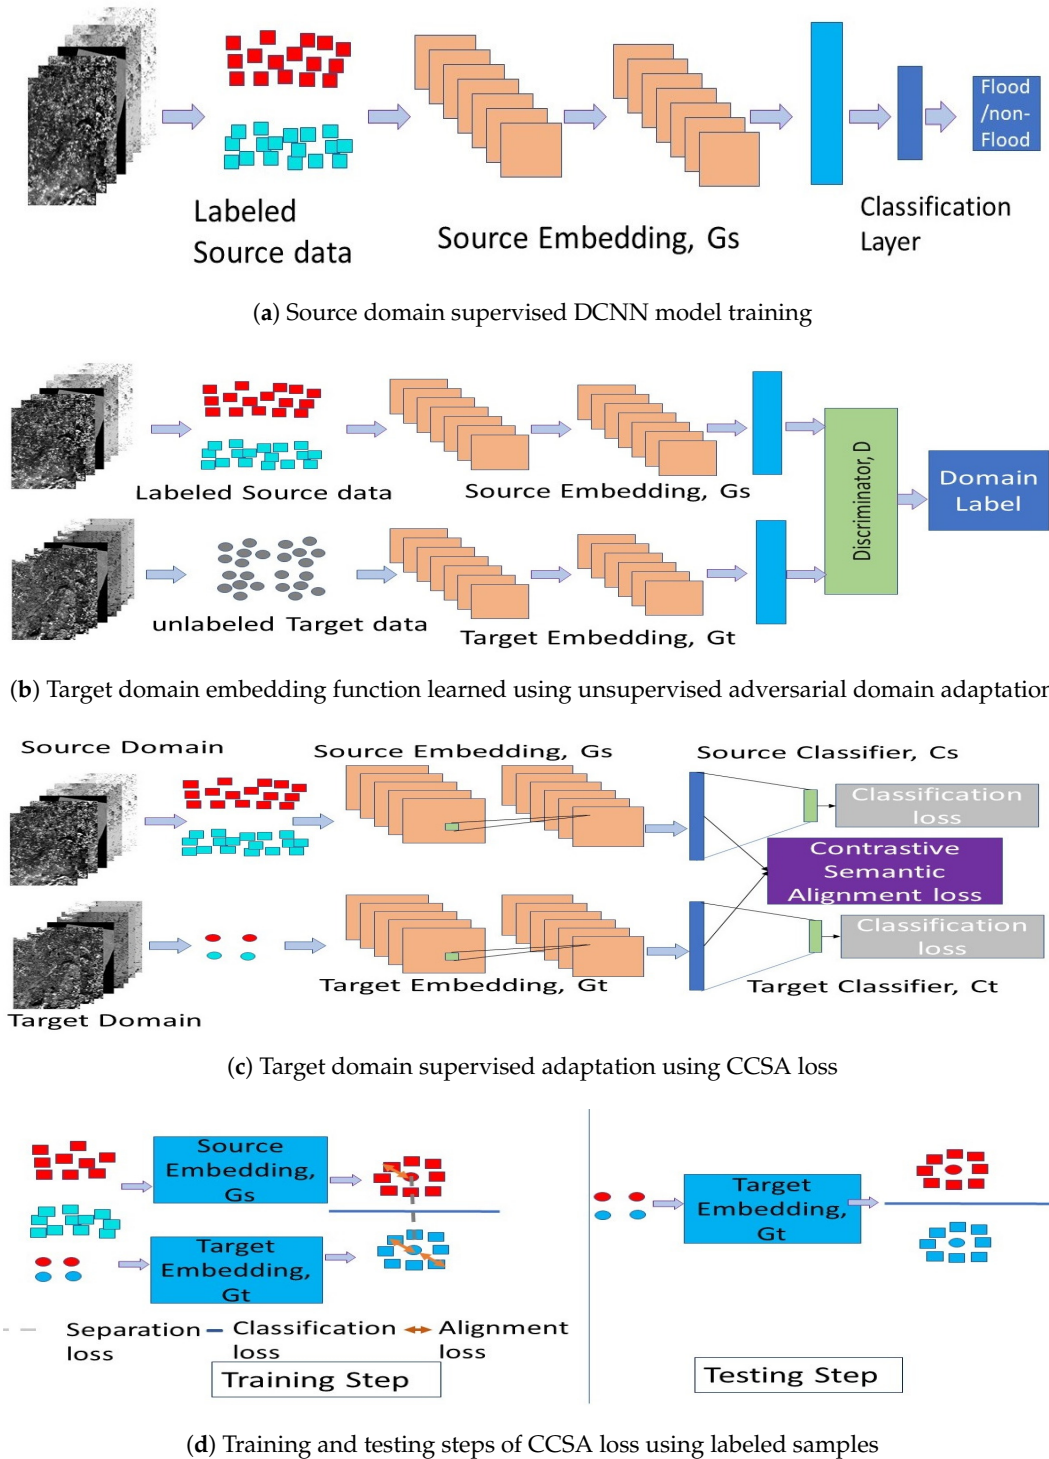 Flood
/non-
Flood
Labeled
Source data
Source Embedding, Gs
Classification
Layer
(a) Source domain supervised DCNN model training
Labeled Source data
Source Embedding, Gs
Discriminator, D
Domain
Label
unlabeled Target data
Target Embedding, Gt
(b) Target domain embedding function learned using unsupervised adversarial domain adaptation
Source Domain
Source Embedding, Gs
Source Classifier, Cs
Classification
loss
Contrastive
Semantic
Alignment loss
Classification
loss
Target Domain
Target Embedding, Gt
Target Classifier, Ct
(c) Target domain supervised adaptation using CCSA loss
Source
Embedding,
Gs
Target
Embedding,
Gt
Separation
loss
Classification
loss
Alignment
loss
Training Step
Target
Embedding,
Gt
Testing Step
(d) Training and testing steps of CCSA loss using labeled samples